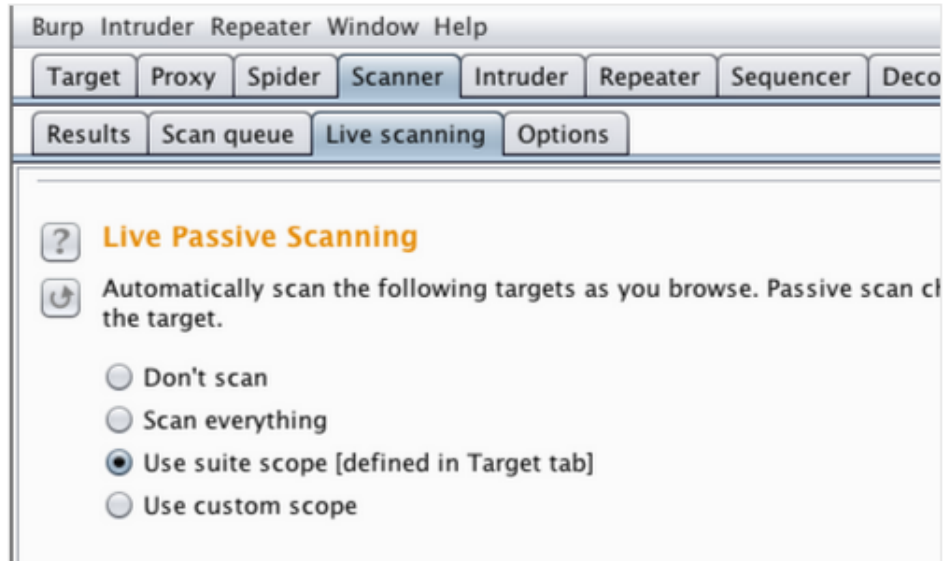 Burp Intruder Repeater Window Help
Target Proxy Spider Scanner Intruder Repeater Sequencer Deco
Results Scan queue Live scanning Options
? Live Passive Scanning
Automatically scan the following targets as you browse. Passive scan ch
the target.
Don't scan
Scan everything
Use suite scope [defined in Target tab]
Use custom scope